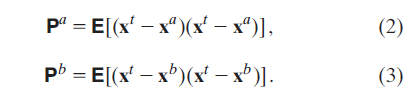 Pᵃ = E[(xᵗ − xᵃ)(xᵗ − xᵃ)], (2)
Pᵇ = E[(xᵗ − xᵇ)(xᵗ − xᵇ)]. (3)